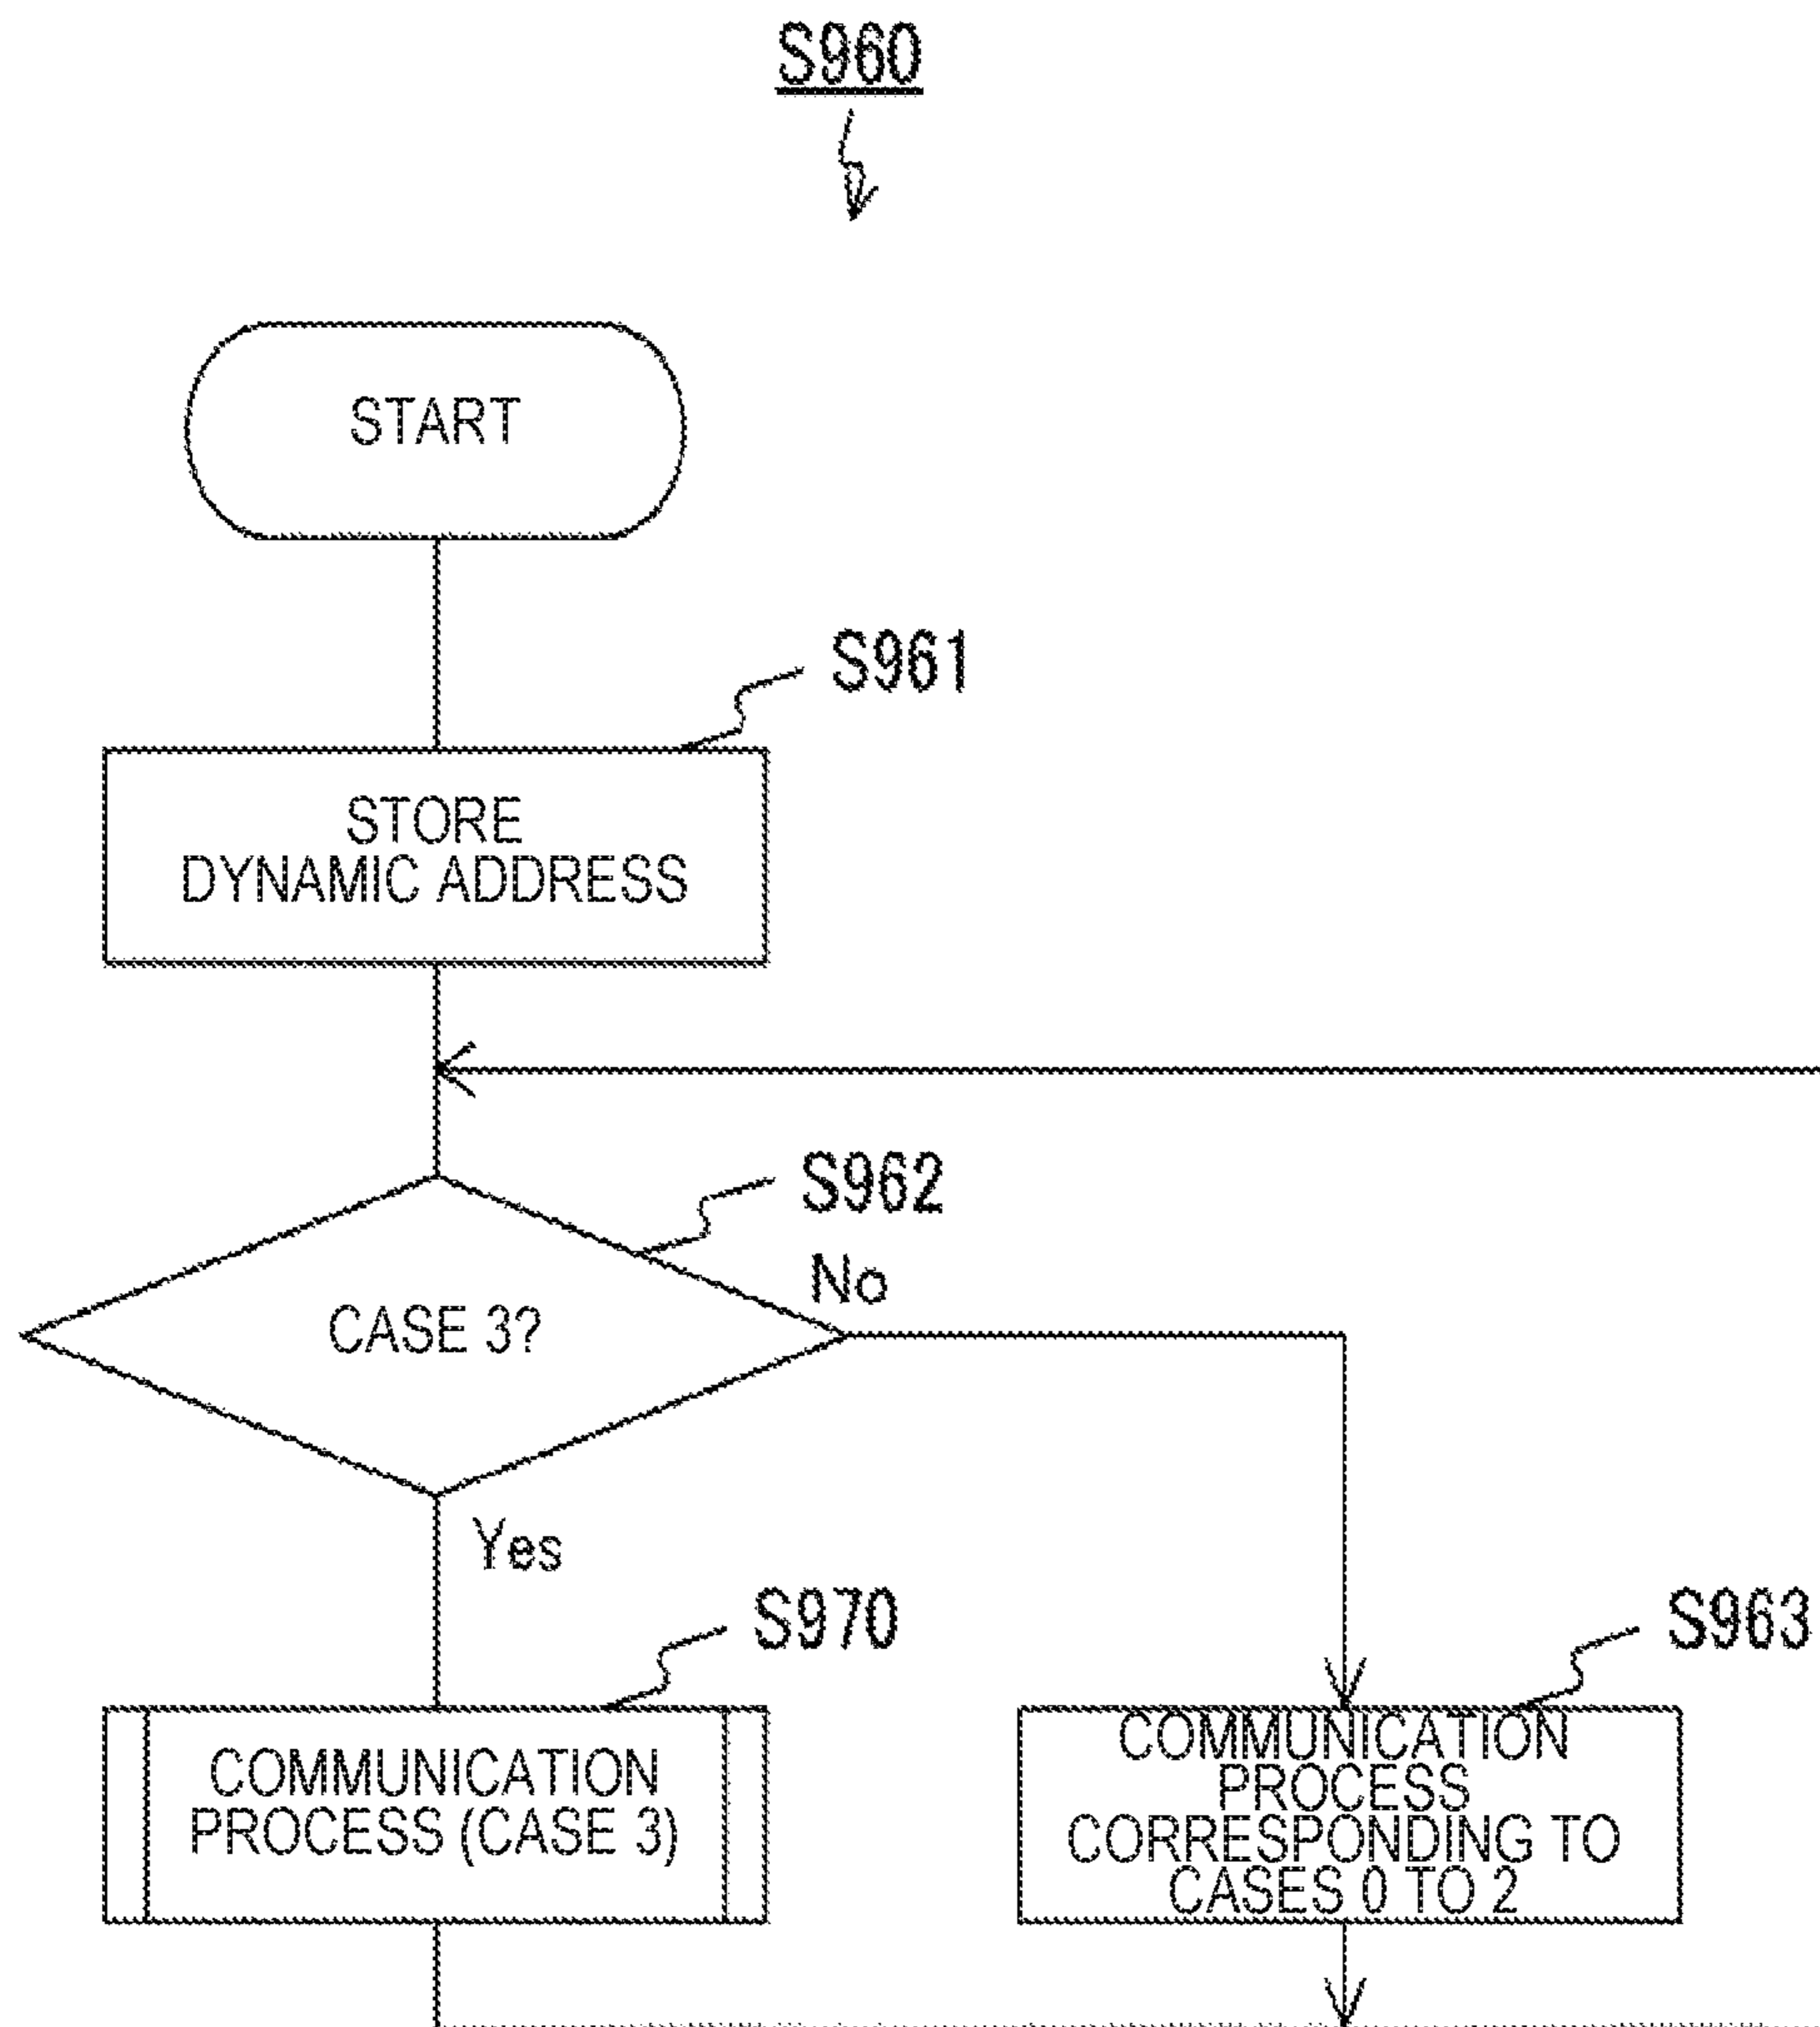 S960
START
S961
STORE
DYNAMIC ADDRESS
S962
No
CASE 3?
Yes
S970
S963
COMMUNICATION
PROCESS (CASE 3)
COMMUNICATION
PROCESS
CORRESPONDING TO
CASES 0 TO 2